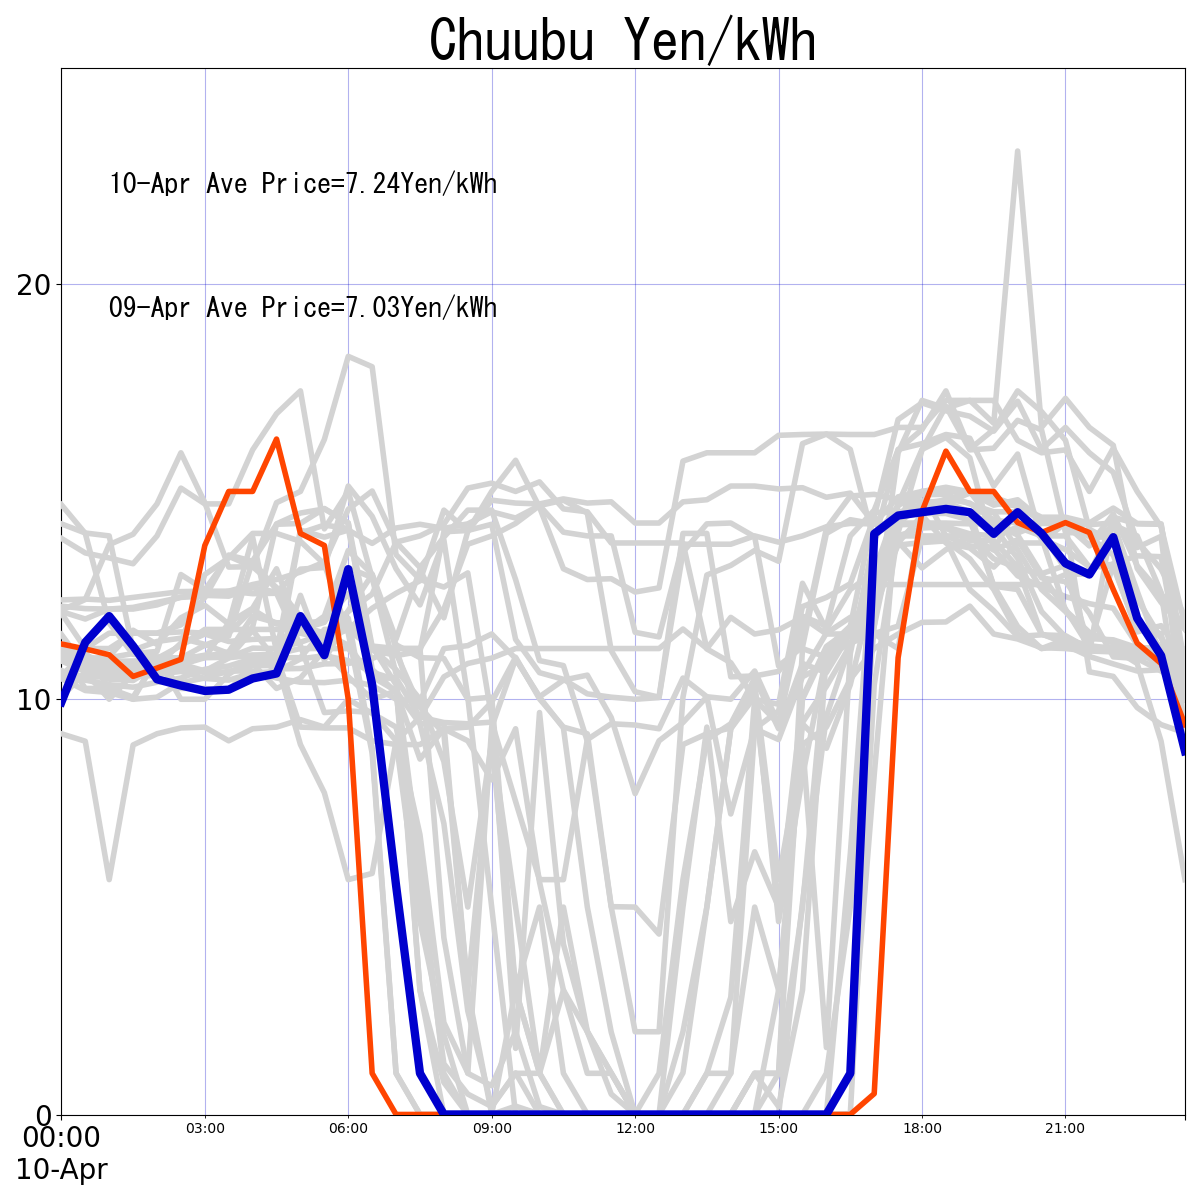 Chuubu Yen/kWh
10-Apr Ave Price=7.24Yen/kWh
20
09-Apr Ave Price=7.03Yen/kWh
10
0
00:00 03:00 06:00 09:00 12:00 15:00 18:00 21:00
10-Apr